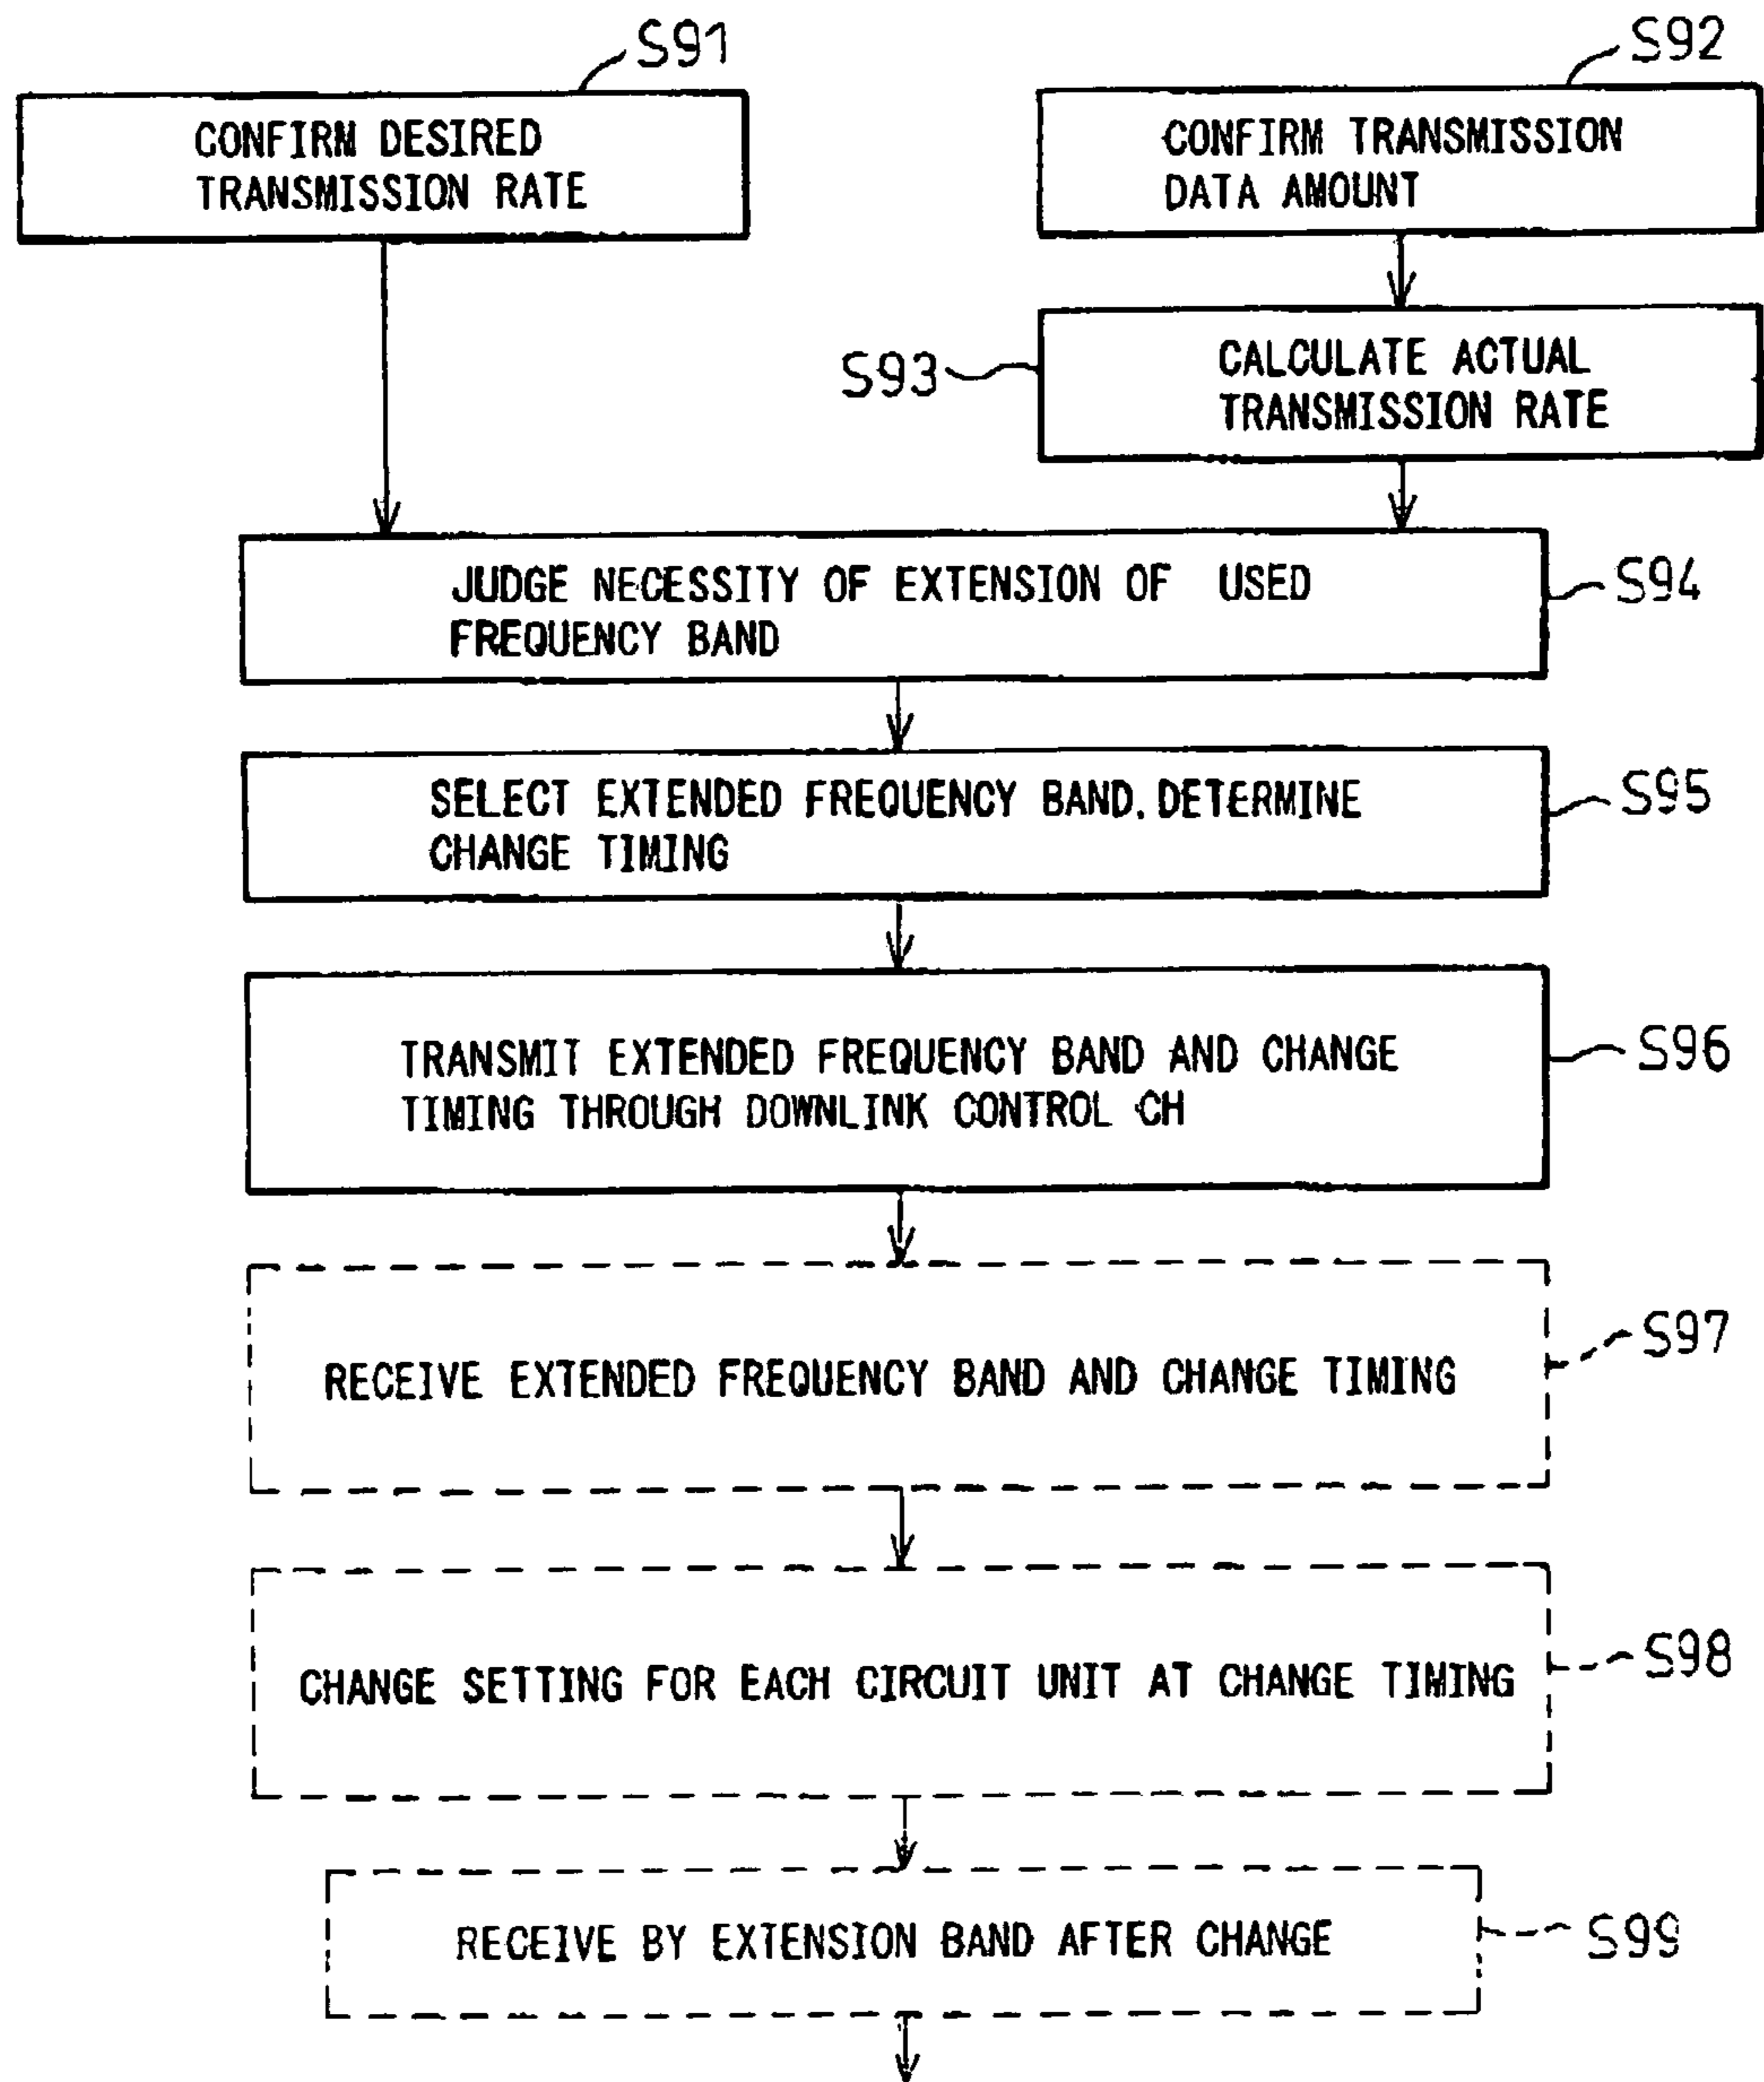 S91
CONFIRM DESIRED
TRANSMISSION RATE
S92
CONFIRM TRANSMISSION
DATA AMOUNT
S93
CALCULATE ACTUAL
TRANSMISSION RATE
JUDGE NECESSITY OF EXTENSION OF USED
FREQUENCY BAND
S94
SELECT EXTENDED FREQUENCY BAND. DETERMINE
CHANGE TIMING
S95
TRANSMIT EXTENDED FREQUENCY BAND AND CHANGE
TIMING THROUGH DOWNLINK CONTROL CH
S96
RECEIVE EXTENDED FREQUENCY BAND AND CHANGE TIMING
S97
CHANGE SETTING FOR EACH CIRCUIT UNIT AT CHANGE TIMING
S98
RECEIVE BY EXTENSION BAND AFTER CHANGE
S99